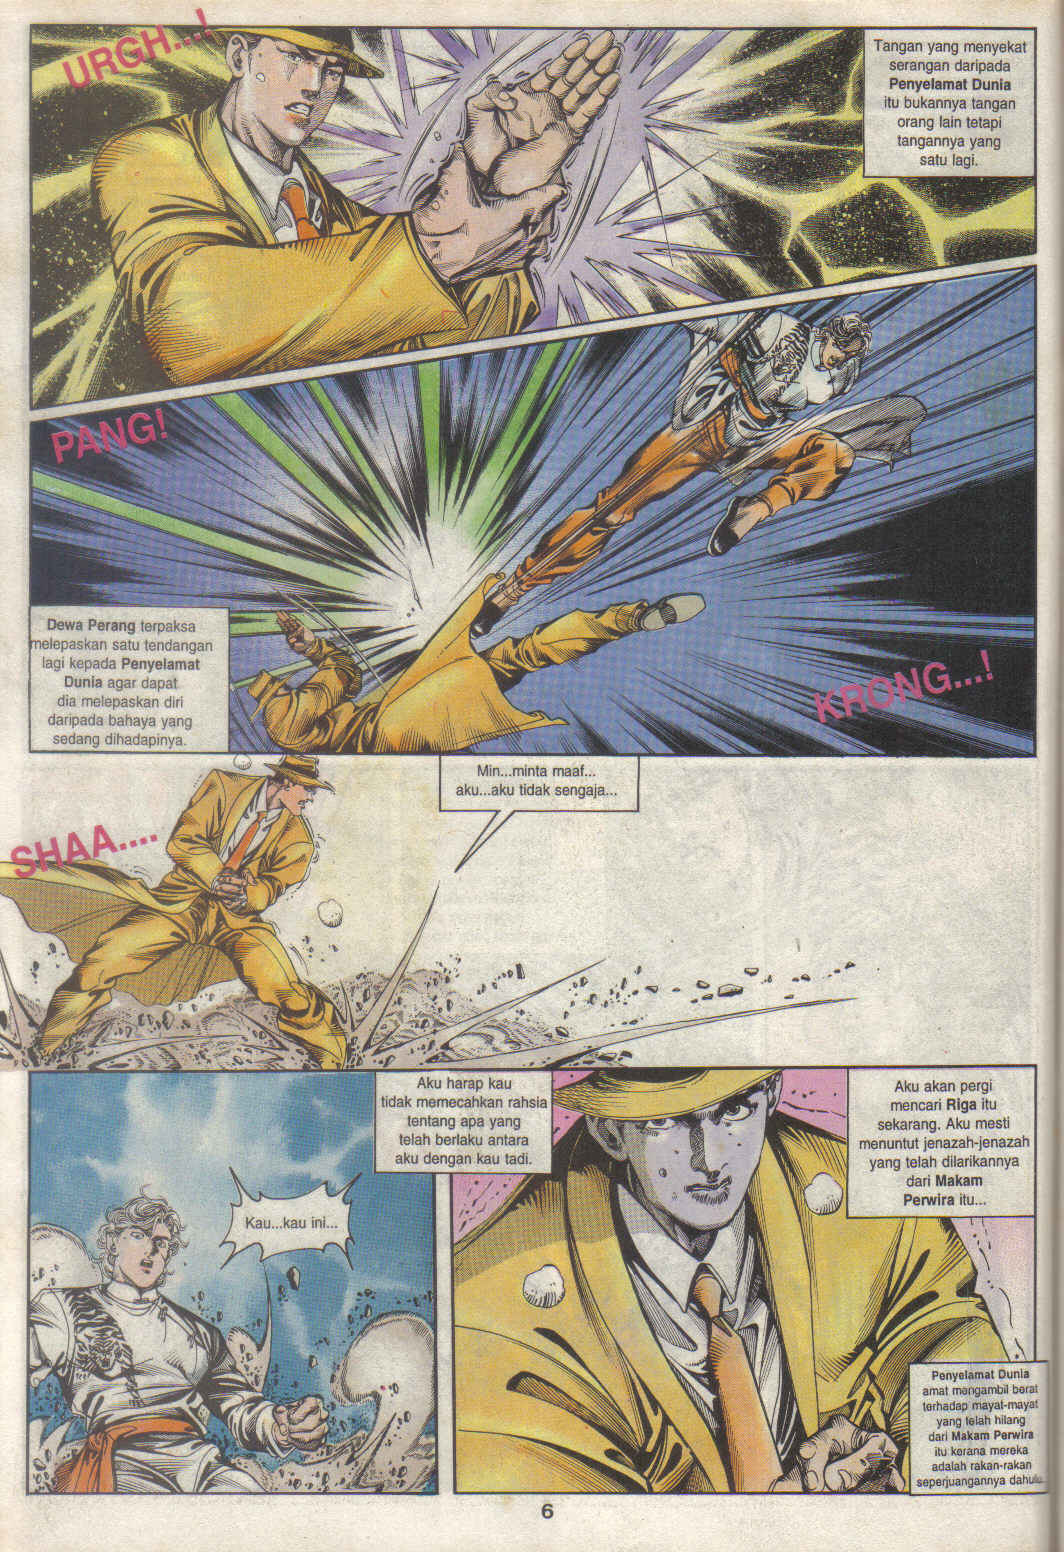 URGH...!
Tangan yang menyekat
serangan daripada
Penyelamat Dunia
itu bukannya tangan
orang lain tetapi
tangannya yang
satu lagi.
PANG!
Dewa Perang terpaksa
melepaskan satu tendangan
lagi kepada Penyelamat
Dunia agar dapat
dia melepaskan diri
daripada bahaya yang
sedang dihadapinya.
KRONG...!
Min...minta maaf...
aku...aku tidak sengaja...
SHAA....
Aku harap kau
tidak memecahkan rahsia
tentang apa yang
telah berlaku antara
aku dengan kau tadi.
Kau...kau ini...
Aku akan pergi
mencari Riga itu
sekarang. Aku mesti
menuntut jenazah-jenazah
yang telah dilarikannya
dari Makam
Perwira itu...
Penyelamat Dunia
amat mengambil berat
terhadap mayat-mayat
yang telah hilang
dari Makam Perwira
itu kerana mereka
adalah rakan-rakan
seperjuangannya dahulu.
6